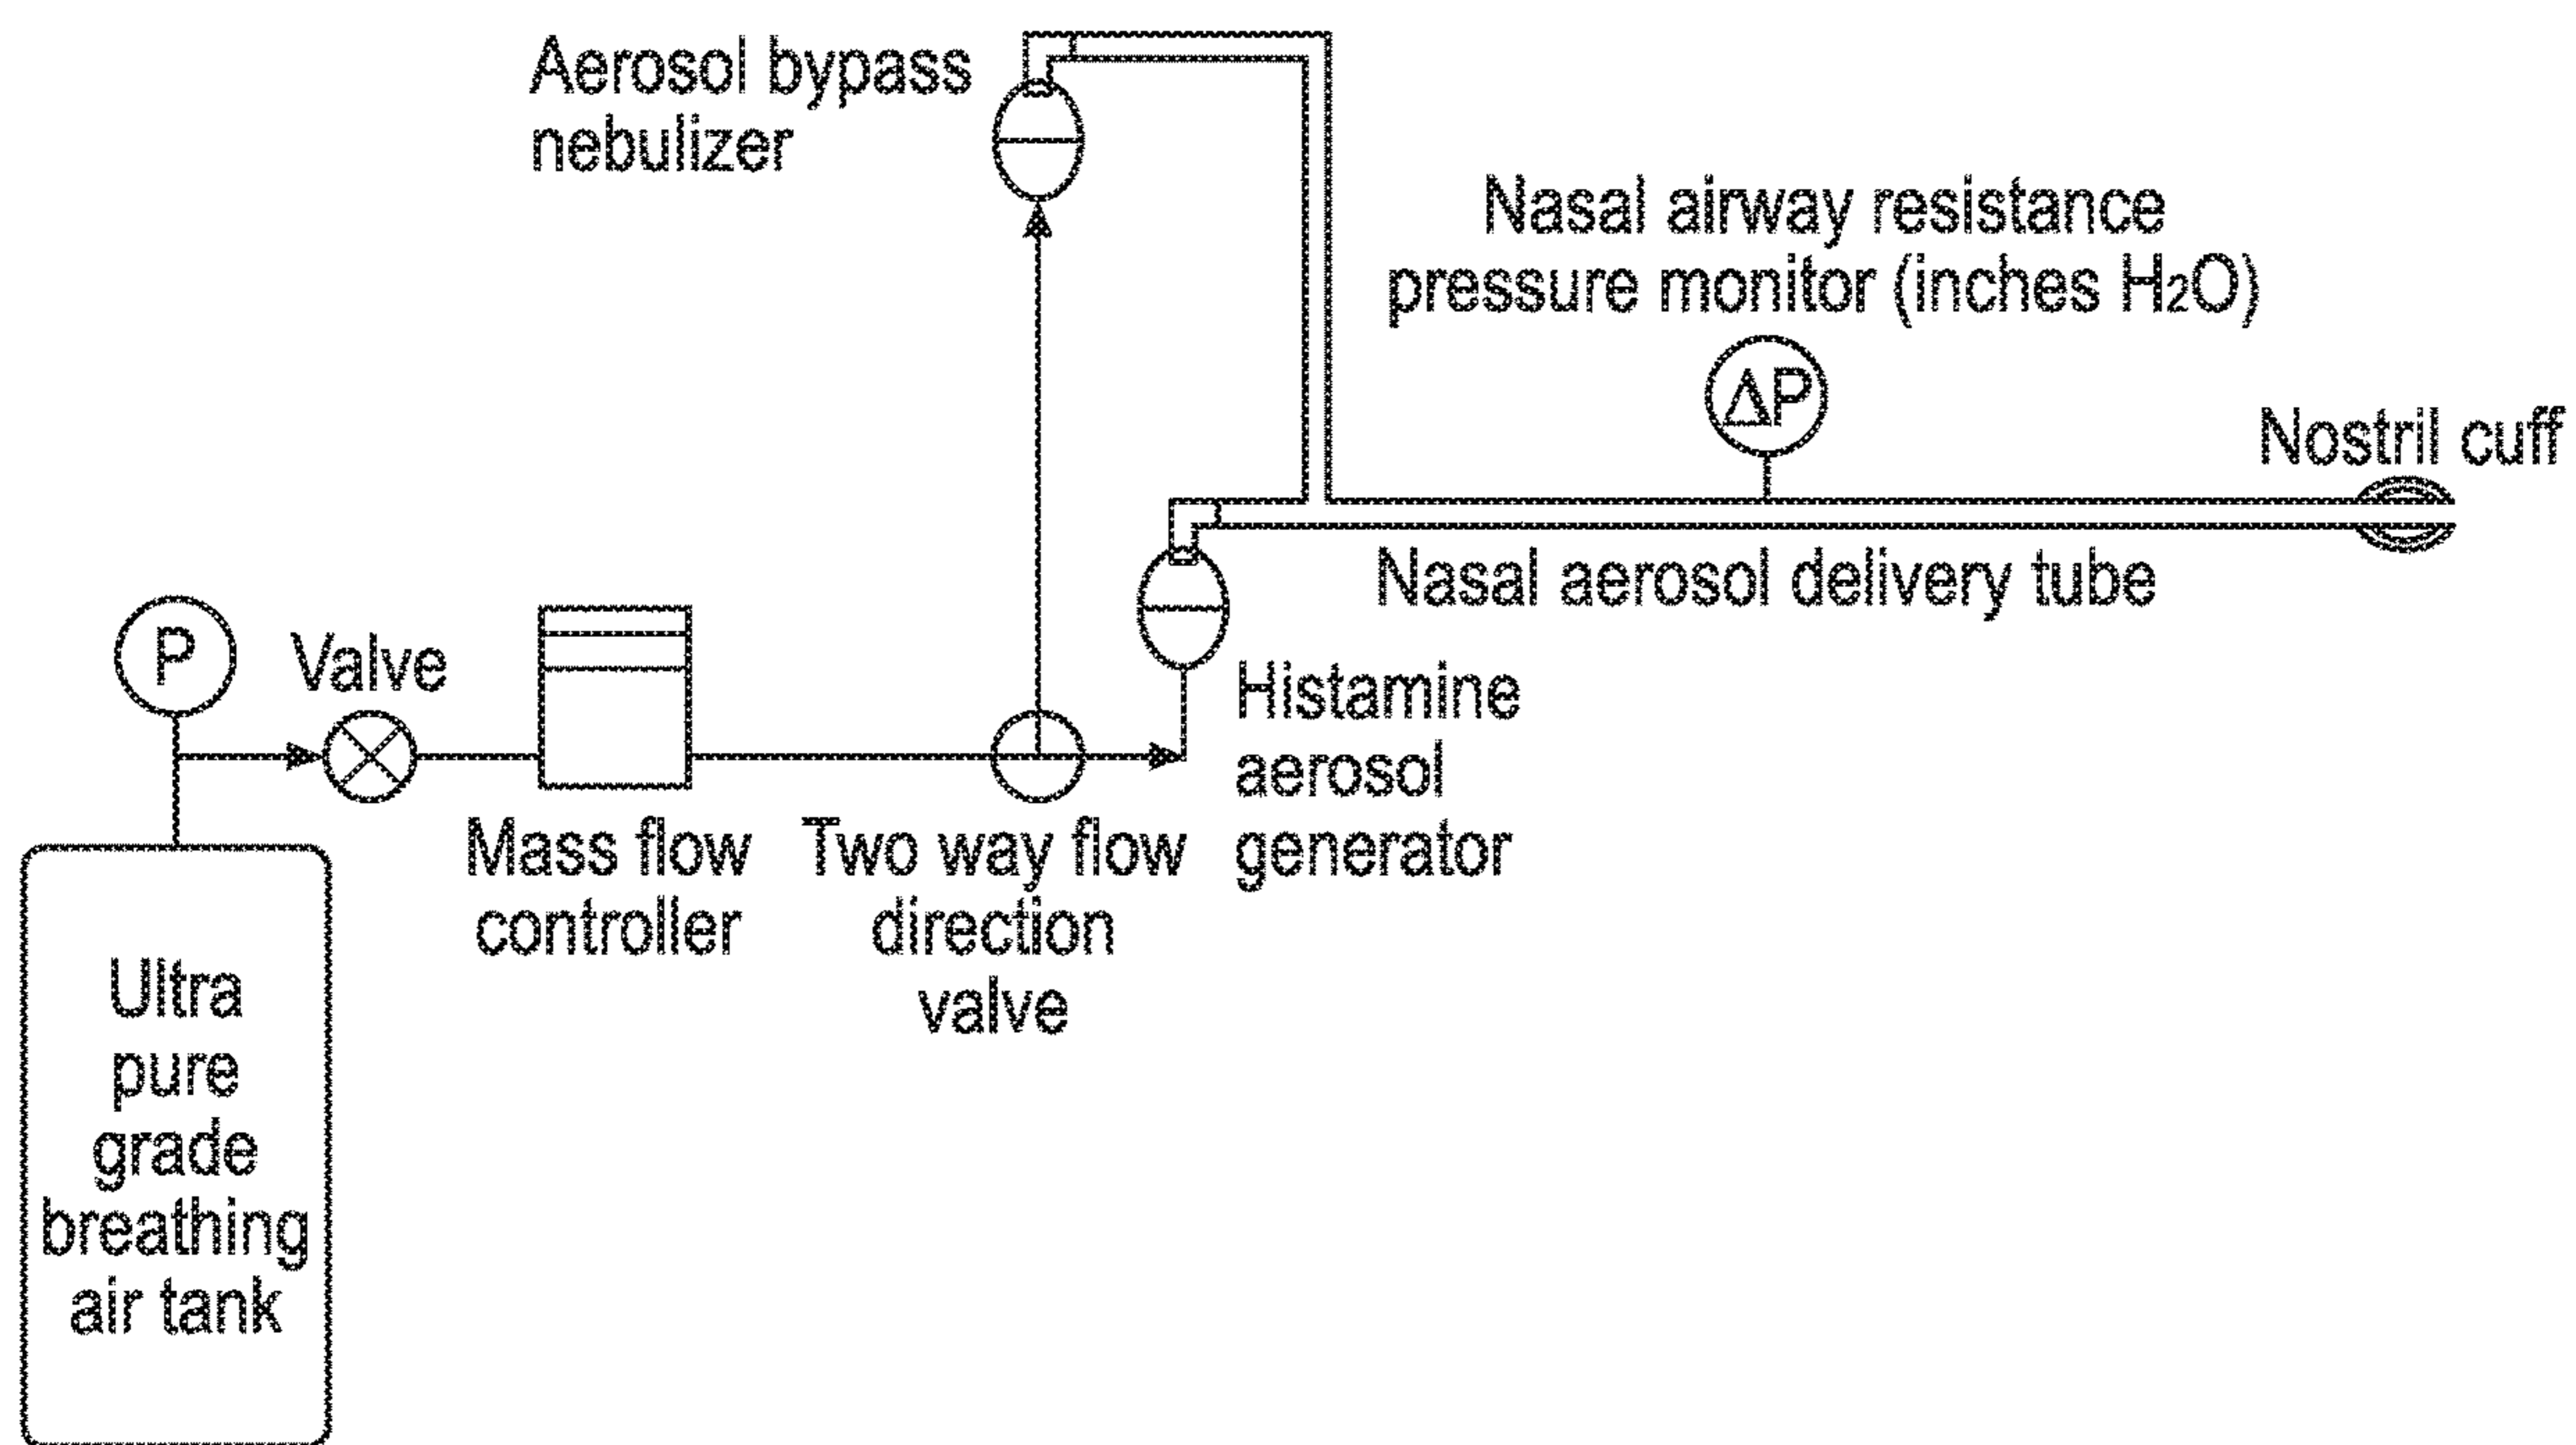 Aerosol bypass
nebulizer
Nasal airway resistance
pressure monitor (inches H₂O)
ΔP
Nostril cuff
Nasal aerosol delivery tube
P
Valve
Histamine
aerosol
generator
Mass flow
controller
Two way flow
direction
valve
Ultra
pure
grade
breathing
air tank